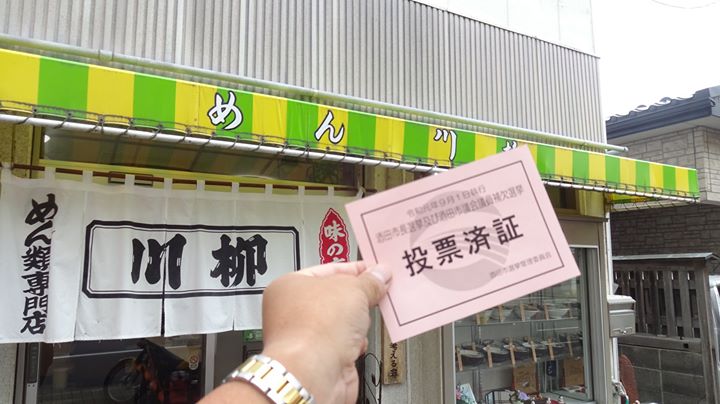 めん川
めん類専門店
川柳
味の
令和元年9月1日執行
酒田市長選挙及び酒田市議会議員補欠選挙
投票済証
酒田市選挙管理委員会